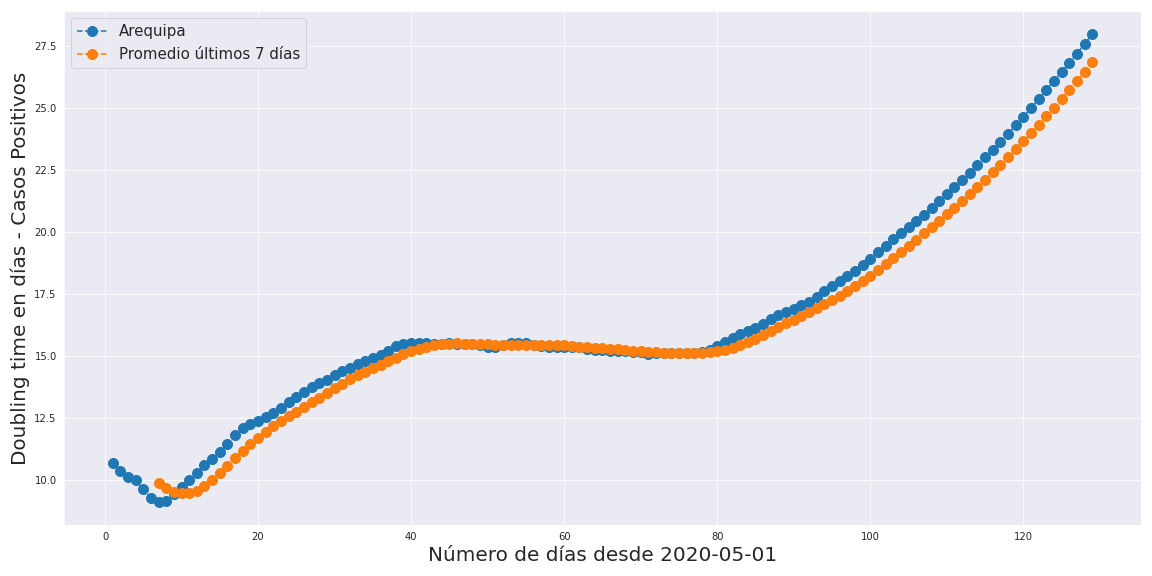 Arequipa
Promedio últimos 7 días
Doubling time en días - Casos Positivos
27.5
25.0
22.5
20.0
17.5
15.0
12.5
10.0
0 20 40 60 80 100 120
Número de días desde 2020-05-01